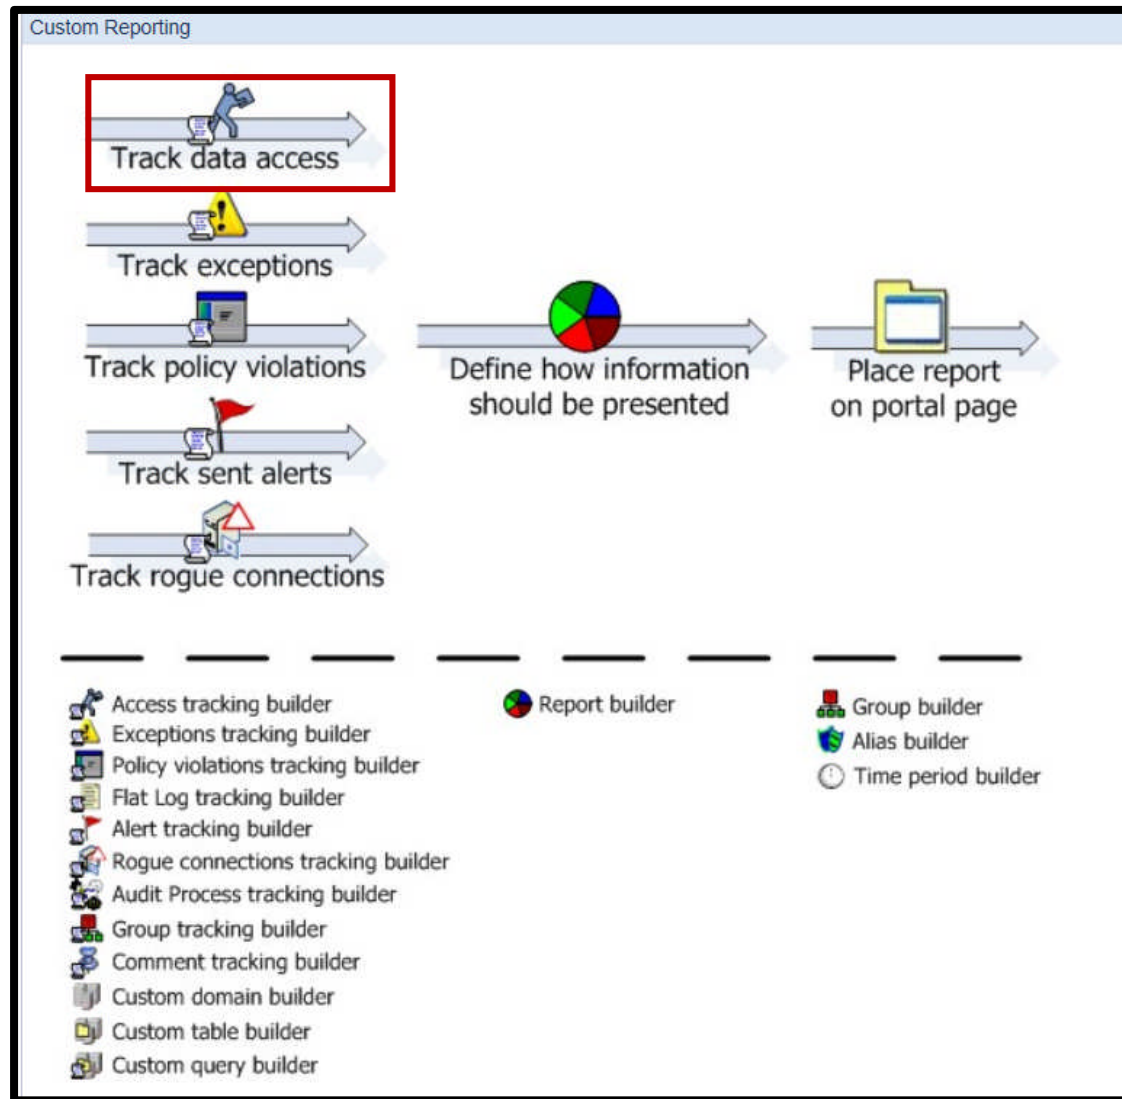 Custom Reporting
Track data access
Track exceptions
Track policy violations
Define how information
should be presented
Place report
on portal page
Track sent alerts
Track rogue connections
Access tracking builder
Exceptions tracking builder
Policy violations tracking builder
Flat Log tracking builder
Alert tracking builder
Rogue connections tracking builder
Audit Process tracking builder
Group tracking builder
Comment tracking builder
Custom domain builder
Custom table builder
Custom query builder
Report builder
Group builder
Alias builder
Time period builder